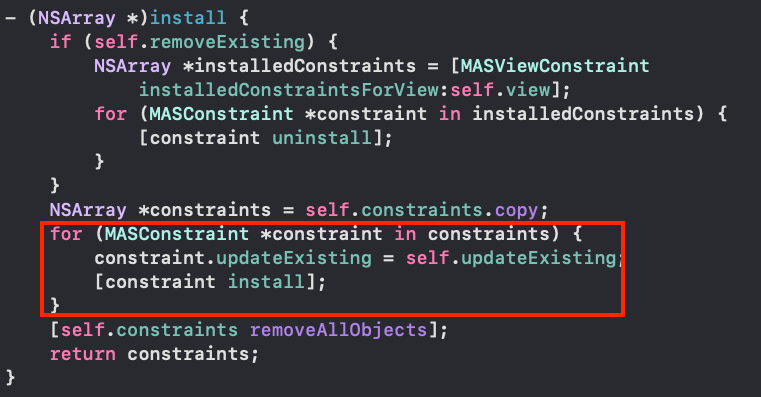 - (NSArray *)install {
    if (self.removeExisting) {
        NSArray *installedConstraints = [MASViewConstraint
            installedConstraintsForView:self.view];
        for (MASConstraint *constraint in installedConstraints) {
            [constraint uninstall];
        }
    }
    NSArray *constraints = self.constraints.copy;
    for (MASConstraint *constraint in constraints) {
        constraint.updateExisting = self.updateExisting;
        [constraint install];
    }
    [self.constraints removeAllObjects];
    return constraints;
}